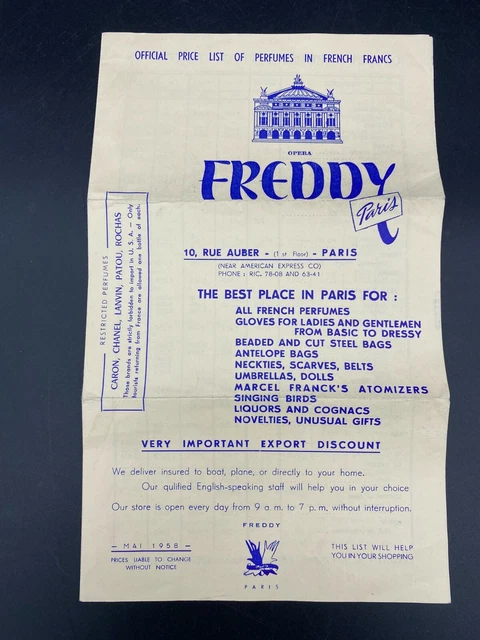 OFFICIAL PRICE LIST OF PERFUMES IN FRENCH FRANCS
OPERA
FREDDY
Paris
10, RUE AUBER - (1 st Floor) - PARIS
(NEAR AMERICAN EXPRESS CO)
PHONE : RIC. 78-08 AND 63-41
RESTRICTED PERFUMES
CARON, CHANEL, LANVIN, PATOU, ROCHAS
Those brands are strictly forbidden to import in U. S. A. — Only
tourists returning from France are allowed one bottle of each.
THE BEST PLACE IN PARIS FOR :
ALL FRENCH PERFUMES
GLOVES FOR LADIES AND GENTLEMEN
FROM BASIC TO DRESSY
BEADED AND CUT STEEL BAGS
ANTELOPE BAGS
NECKTIES, SCARVES, BELTS
UMBRELLAS, DOLLS
MARCEL FRANCK'S ATOMIZERS
SINGING BIRDS
LIQUORS AND COGNACS
NOVELTIES, UNUSUAL GIFTS
VERY IMPORTANT EXPORT DISCOUNT
We deliver insured to boat, plane, or directly to your home.
Our qulified English-speaking staff will help you in your choice
Our store is open every day from 9 a. m. to 7 p. m. without interruption.
FREDDY
— MAI 1958 —
PRICES LIABLE TO CHANGE
WITHOUT NOTICE
PARIS
THIS LIST WILL HELP
YOU IN YOUR SHOPPING